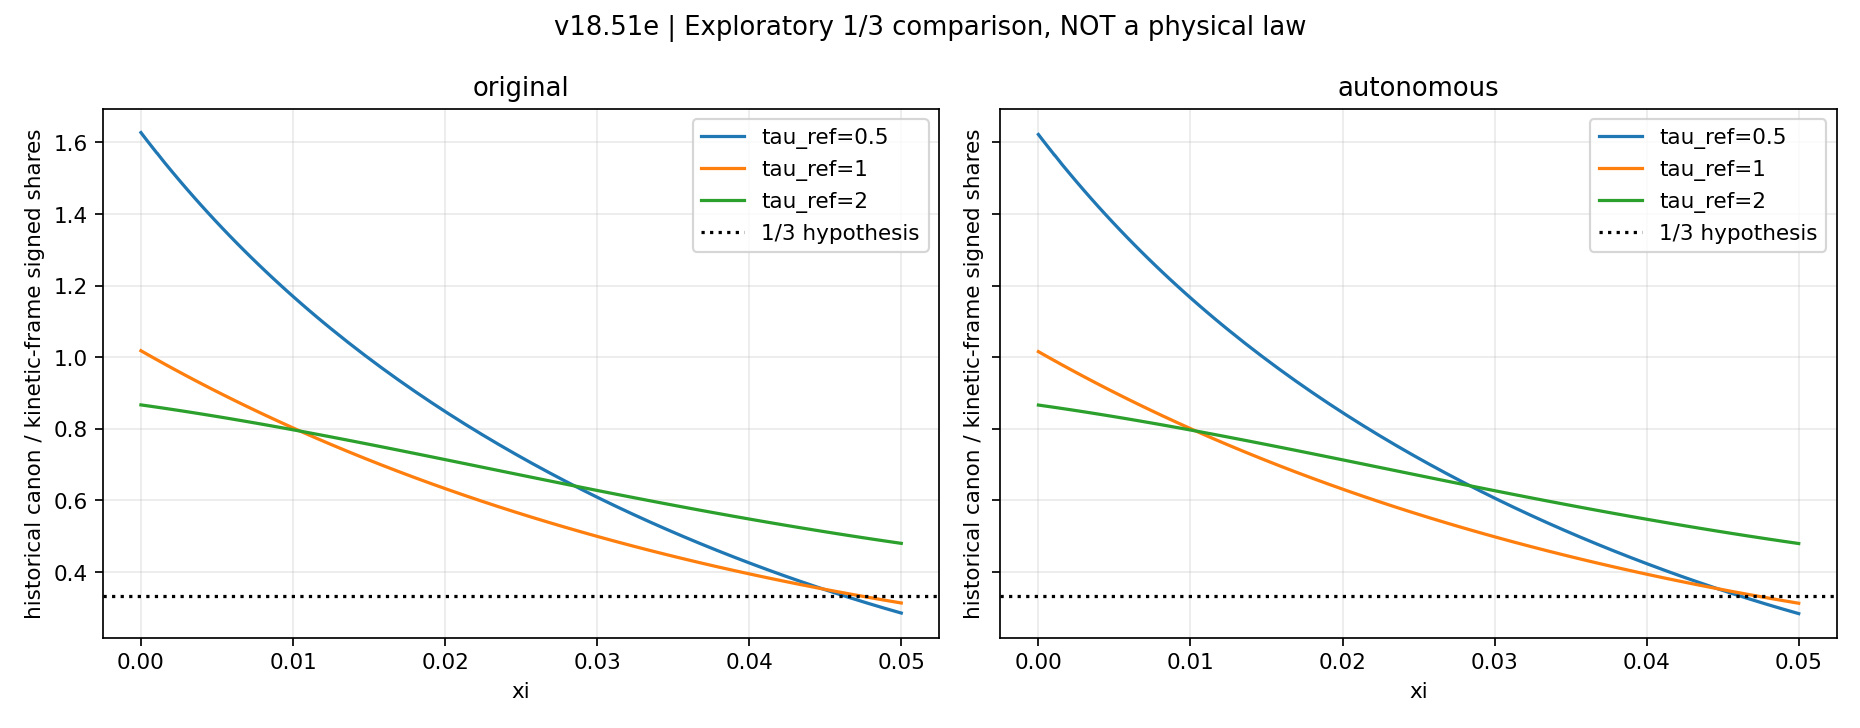 v18.51e | Exploratory 1/3 comparison, NOT a physical law
original
historical canon / kinetic-frame signed shares
1.6
1.4
1.2
1.0
0.8
0.6
0.4
tau_ref=0.5
tau_ref=1
tau_ref=2
1/3 hypothesis
0.00 0.01 0.02 0.03 0.04 0.05
xi
autonomous
historical canon / kinetic-frame signed shares
tau_ref=0.5
tau_ref=1
tau_ref=2
1/3 hypothesis
0.00 0.01 0.02 0.03 0.04 0.05
xi